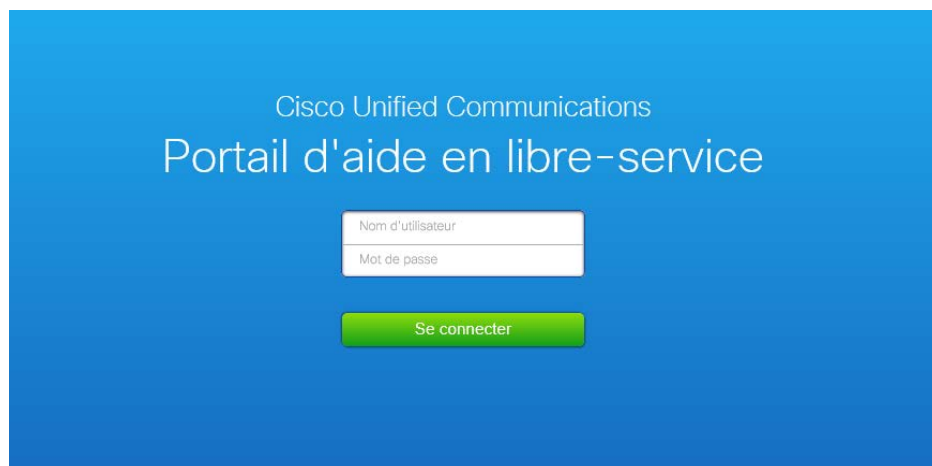 Cisco Unified Communications
Portail d'aide en libre-service
Nom d'utilisateur
Mot de passe
Se connecter